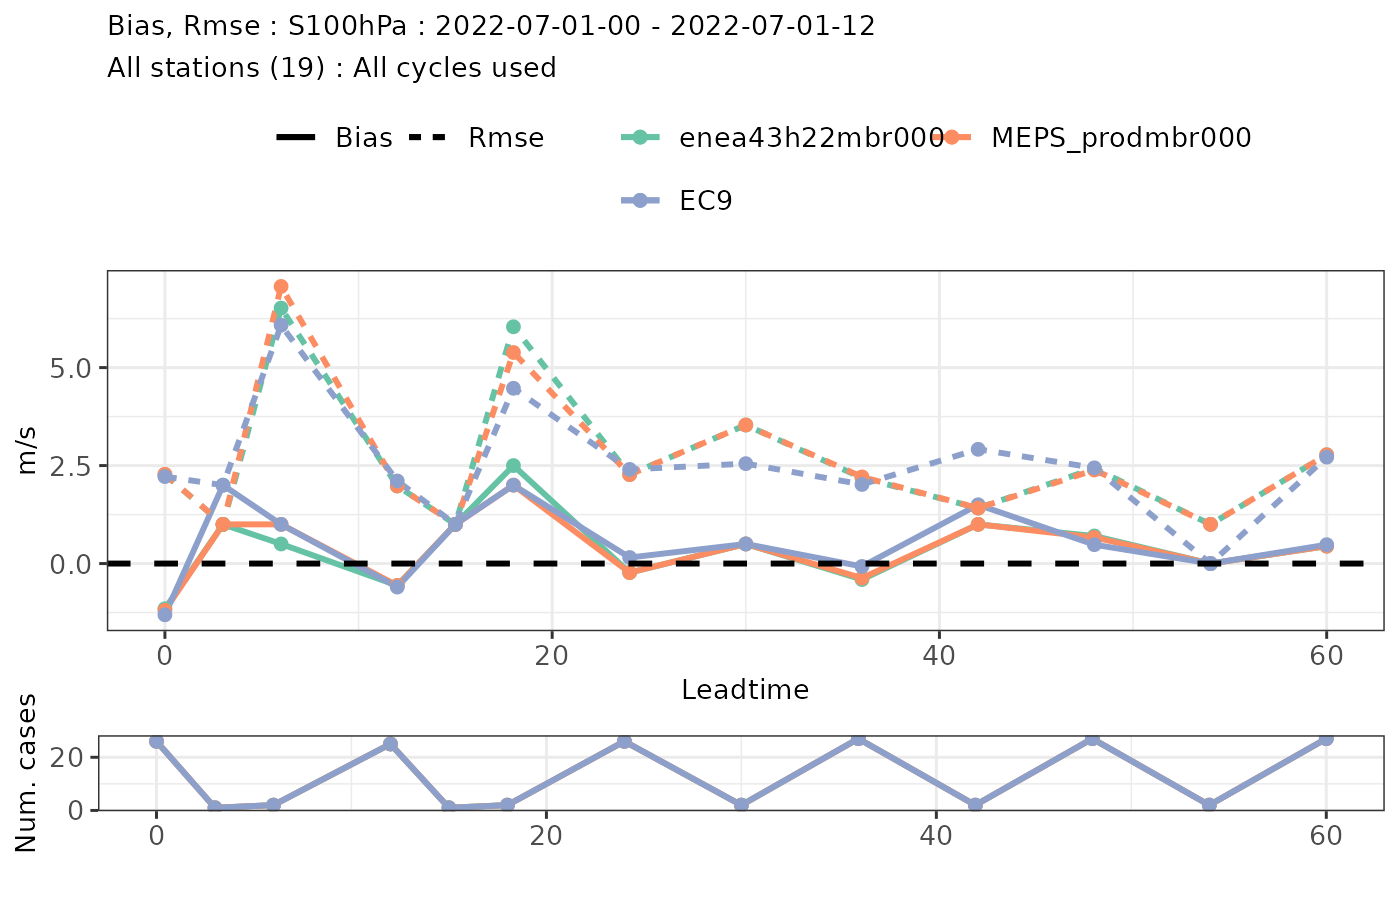 Bias, Rmse : S100hPa : 2022-07-01-00 - 2022-07-01-12
All stations (19) : All cycles used
Bias Rmse enea43h22mbr000 MEPS_prodmbr000
EC9
m/s
5.0
2.5
0.0
0 20 40 60
Leadtime
Num. cases
20
0
0 20 40 60